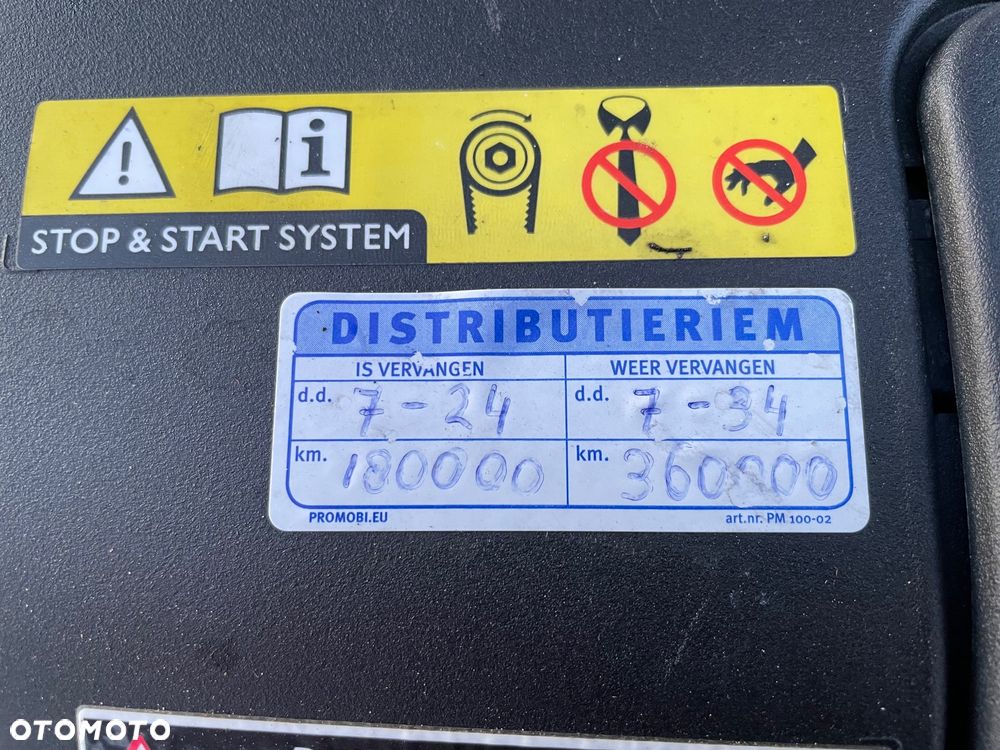 STOP & START SYSTEM
DISTRIBUTIERIEM
IS VERVANGEN WEER VERVANGEN
d.d. 7-24 d.d. 7-34
km. 180000 km. 360000
PROMOBI.EU art.nr. PM 100-02
OTOMOTO